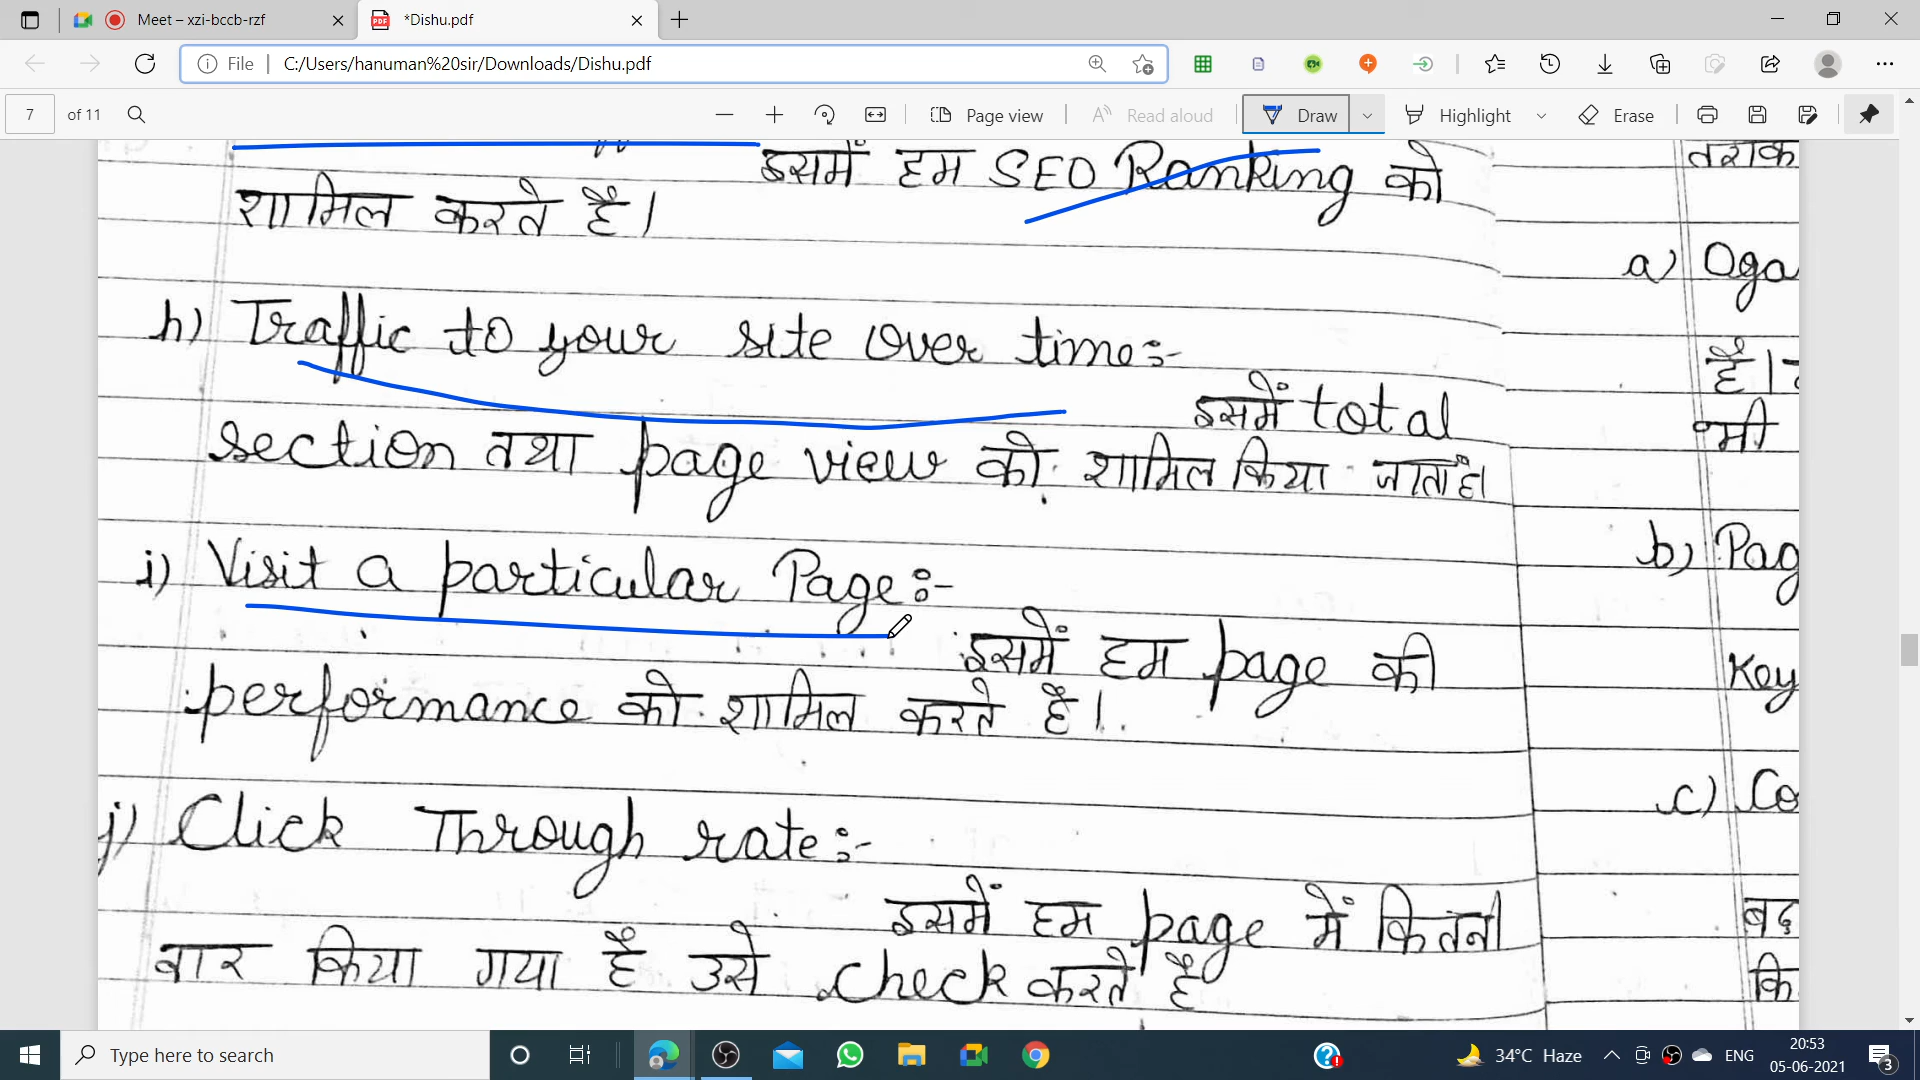 Meet – xzi-bccb-rzf
*Dishu.pdf
File
C:/Users/hanuman%20sir/Downloads/Dishu.pdf
7
of 11
Page view
Read aloud
Draw
Highlight
Erase
इसमें हम SEO Ranking को
शामिल करते है।
h) Traffic to your site over time:-
इसमें total
section तथा page view को शामिल किया जाता है।
i) Visit a particular Page:-
इसमें हम page की
performance को शामिल करते है।
j) Click Through rate:-
इसमें हम page में कितनी
बार किया गया है उसे check करते है
a) Oga
है।
b) Pag
Key
c) Co
बद
कि
Type here to search
34°C Haze
ENG
20:53
05-06-2021
3